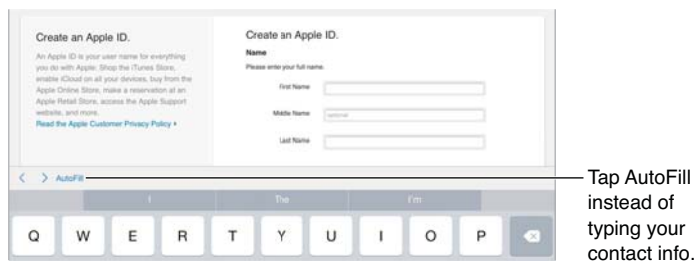 Create an Apple ID.
An Apple ID is your user name for everything
you do with Apple: Shop the iTunes Store,
enable iCloud on all your devices, buy from the
Apple Online Store, make a reservation at an
Apple Retail Store, access the Apple Support
website, and more.
Read the Apple Customer Privacy Policy
Create an Apple ID.
Name
Please enter your full name.
First Name
Middle Name optional
Last Name
AutoFill
I The I'm
Q W E R T Y U I O P
Tap AutoFill
instead of
typing your
contact info.